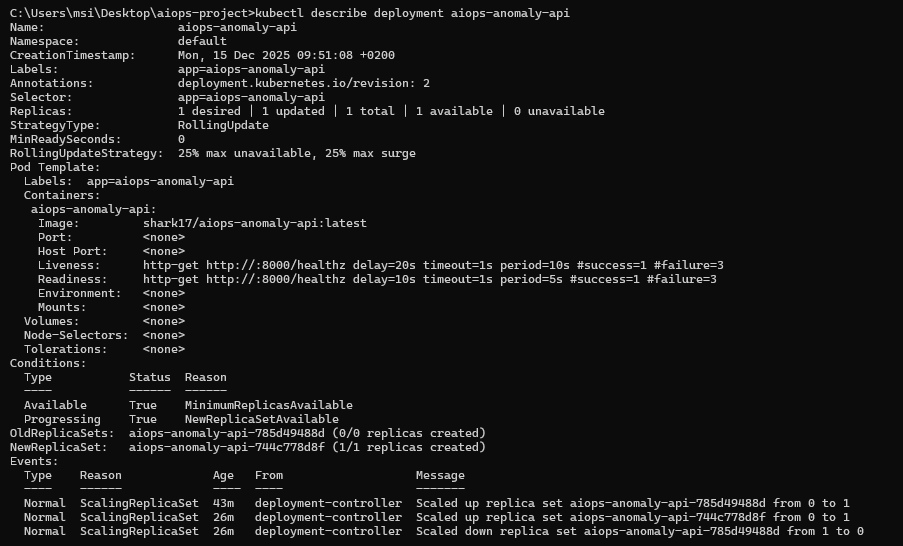 C:\Users\msi\Desktop\aiops-project>kubectl describe deployment aiops-anomaly-api
Name:                   aiops-anomaly-api
Namespace:              default
CreationTimestamp:      Mon, 15 Dec 2025 09:51:08 +0200
Labels:                 app=aiops-anomaly-api
Annotations:            deployment.kubernetes.io/revision: 2
Selector:               app=aiops-anomaly-api
Replicas:               1 desired | 1 updated | 1 total | 1 available | 0 unavailable
StrategyType:           RollingUpdate
MinReadySeconds:        0
RollingUpdateStrategy:  25% max unavailable, 25% max surge
Pod Template:
  Labels:  app=aiops-anomaly-api
  Containers:
   aiops-anomaly-api:
    Image:         shark17/aiops-anomaly-api:latest
    Port:          <none>
    Host Port:     <none>
    Liveness:      http-get http://:8000/healthz delay=20s timeout=1s period=10s #success=1 #failure=3
    Readiness:     http-get http://:8000/healthz delay=10s timeout=1s period=5s #success=1 #failure=3
    Environment:   <none>
    Mounts:        <none>
  Volumes:         <none>
  Node-Selectors:  <none>
  Tolerations:     <none>
Conditions:
  Type           Status  Reason
  ----           ------  ------
  Available      True    MinimumReplicasAvailable
  Progressing    True    NewReplicaSetAvailable
OldReplicaSets:  aiops-anomaly-api-785d49488d (0/0 replicas created)
NewReplicaSet:   aiops-anomaly-api-744c778d8f (1/1 replicas created)
Events:
  Type    Reason             Age   From                   Message
  ----    ------             ----  ----                   -------
  Normal  ScalingReplicaSet  43m   deployment-controller  Scaled up replica set aiops-anomaly-api-785d49488d from 0 to 1
  Normal  ScalingReplicaSet  26m   deployment-controller  Scaled up replica set aiops-anomaly-api-744c778d8f from 0 to 1
  Normal  ScalingReplicaSet  26m   deployment-controller  Scaled down replica set aiops-anomaly-api-785d49488d from 1 to 0